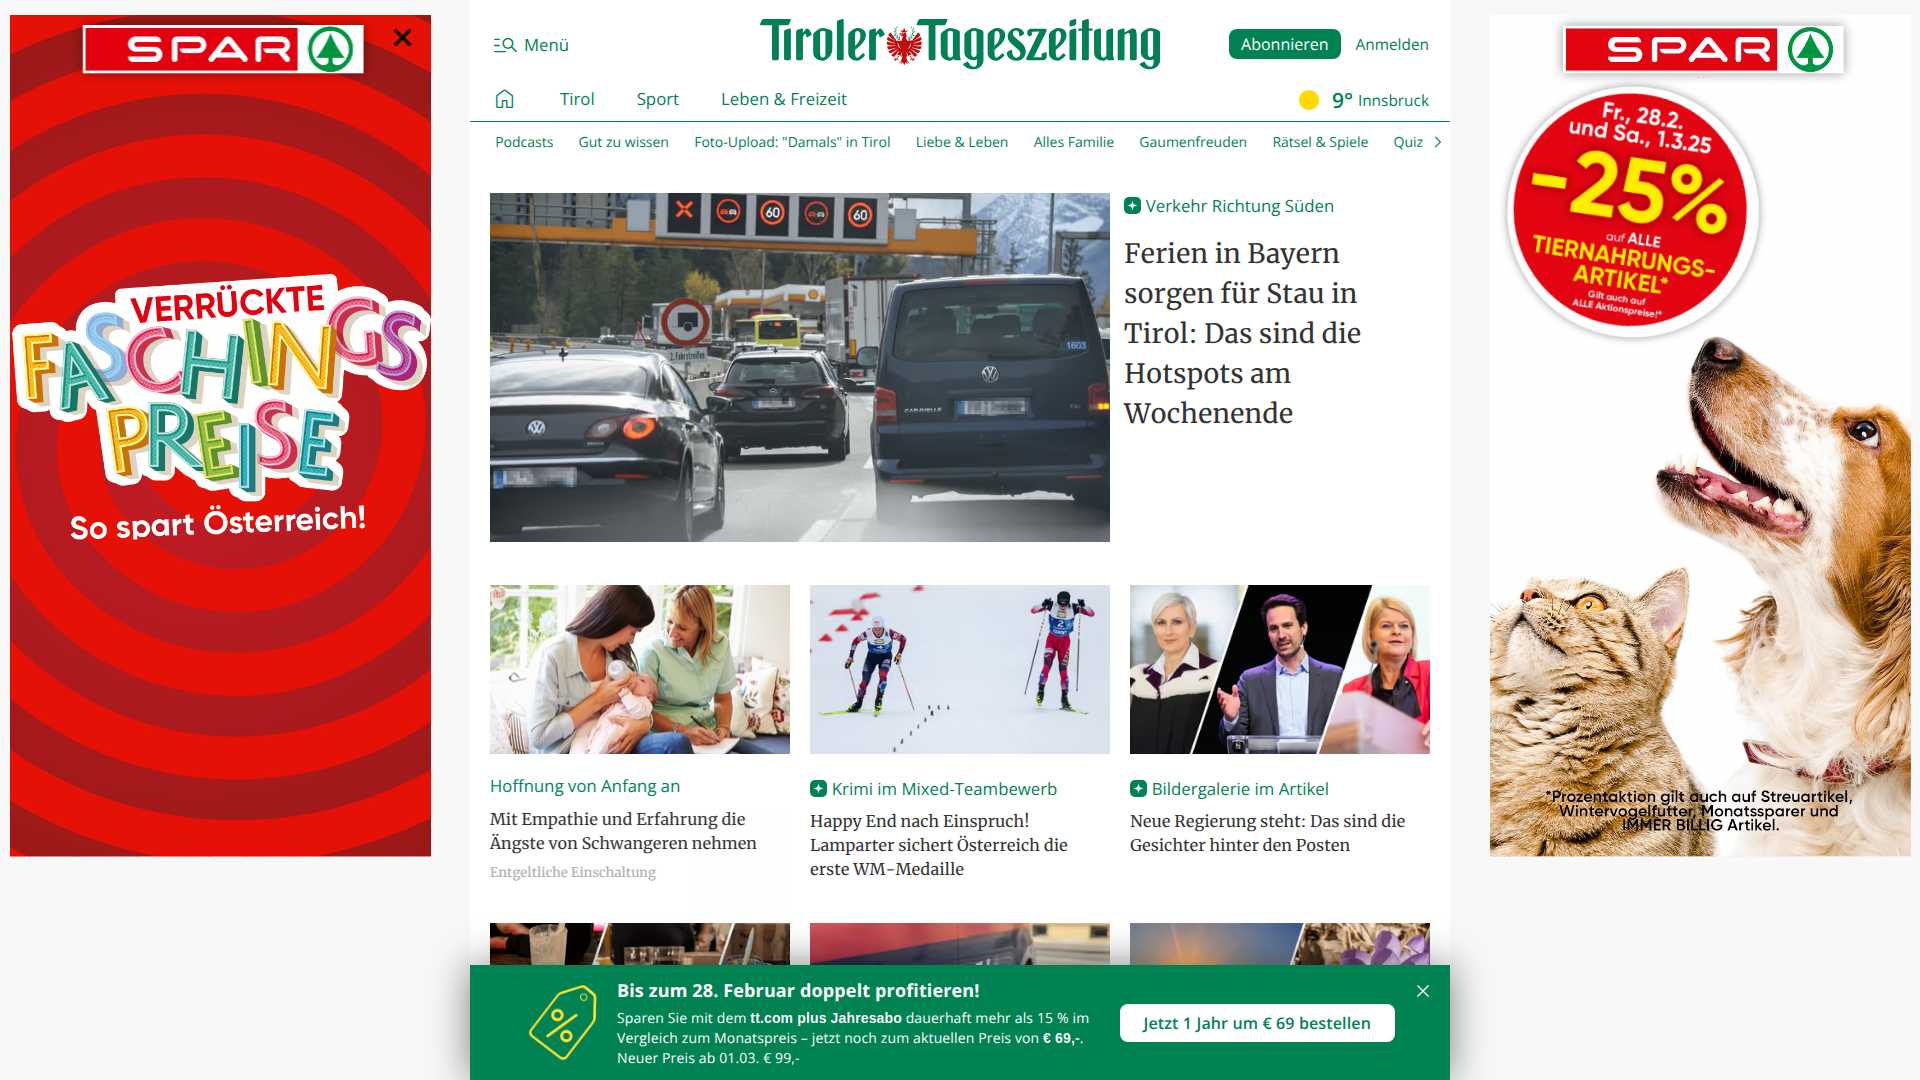 SPAR
VERRÜCKTE
FASCHINGS
PREISE
So spart Österreich!
Menü
Tiroler Tageszeitung
Abonnieren
Anmelden
Tirol
Sport
Leben & Freizeit
9° Innsbruck
Podcasts
Gut zu wissen
Foto-Upload: "Damals" in Tirol
Liebe & Leben
Alles Familie
Gaumenfreuden
Rätsel & Spiele
Quiz
60
60
2. Fahrstreifen
1603
CARAVELLE
TDI
Verkehr Richtung Süden
Ferien in Bayern
sorgen für Stau in
Tirol: Das sind die
Hotspots am
Wochenende
Hoffnung von Anfang an
Mit Empathie und Erfahrung die
Ängste von Schwangeren nehmen
Entgeltliche Einschaltung
2
Krimi im Mixed-Teambewerb
Happy End nach Einspruch!
Lamparter sichert Österreich die
erste WM-Medaille
Bildergalerie im Artikel
Neue Regierung steht: Das sind die
Gesichter hinter den Posten
Bis zum 28. Februar doppelt profitieren!
Sparen Sie mit dem tt.com plus Jahresabo dauerhaft mehr als 15 % im
Vergleich zum Monatspreis – jetzt noch zum aktuellen Preis von € 69,-.
Neuer Preis ab 01.03. € 99,-
Jetzt 1 Jahr um € 69 bestellen
SPAR
Fr., 28.2.
und Sa., 1.3.25
-25%
auf ALLE
TIERNAHRUNGS-
ARTIKEL*
Gilt auch auf
ALLE Aktionspreise!*
*Prozentaktion gilt auch auf Streuartikel,
Wintervogelfutter, Monatssparer und
IMMER BILLIG Artikel.